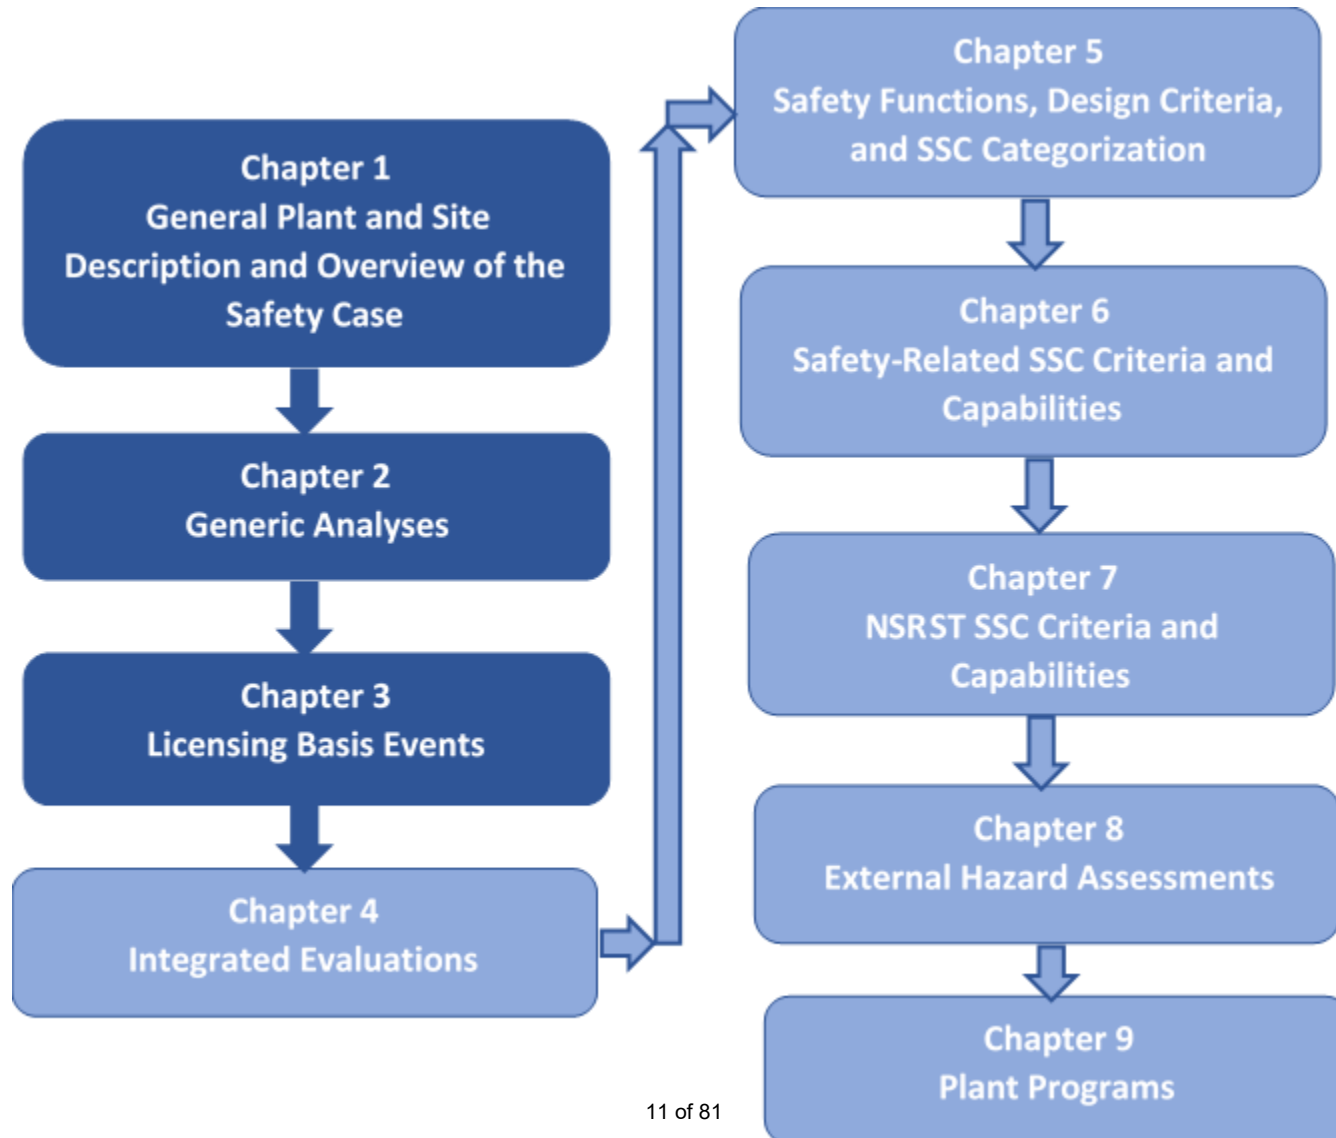 Chapter 1
General Plant and Site
Description and Overview of the
Safety Case
Chapter 2
Generic Analyses
Chapter 3
Licensing Basis Events
Chapter 4
Integrated Evaluations
Chapter 5
Safety Functions, Design Criteria,
and SSC Categorization
Chapter 6
Safety-Related SSC Criteria and
Capabilities
Chapter 7
NSRST SSC Criteria and
Capabilities
Chapter 8
External Hazard Assessments
Chapter 9
Plant Programs
11 of 81